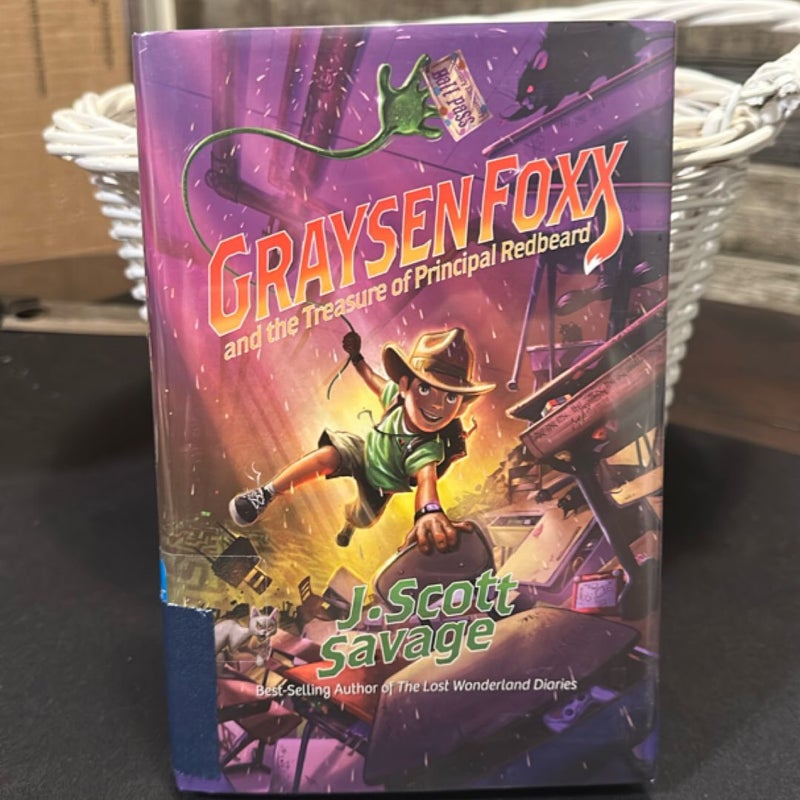 Hall Pass
GRAYSEN FOXX
and the Treasure of Principal Redbeard
J. Scott
Savage
Best-Selling Author of The Lost Wonderland Diaries